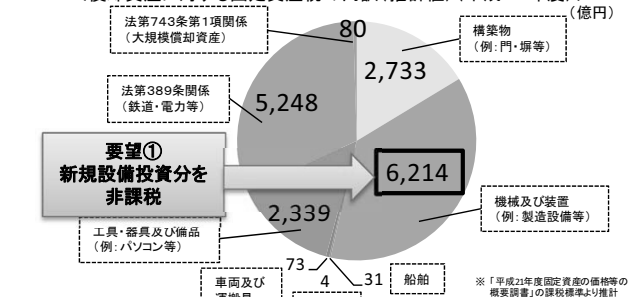 （億円）
法第743条第1項関係
（大規模償却資産）
80
構築物
（例：門・塀等）
2,733
法第389条関係
（鉄道・電力等）
5,248
要望①
新規設備投資分を
非課税
6,214
機械及び装置
（例：製造設備等）
2,339
工具・器具及び備品
（例：パソコン等）
73
4
31
船舶
車両及び
※「平成21年度固定資産の価格等の
概要調書」の課税標準より推計